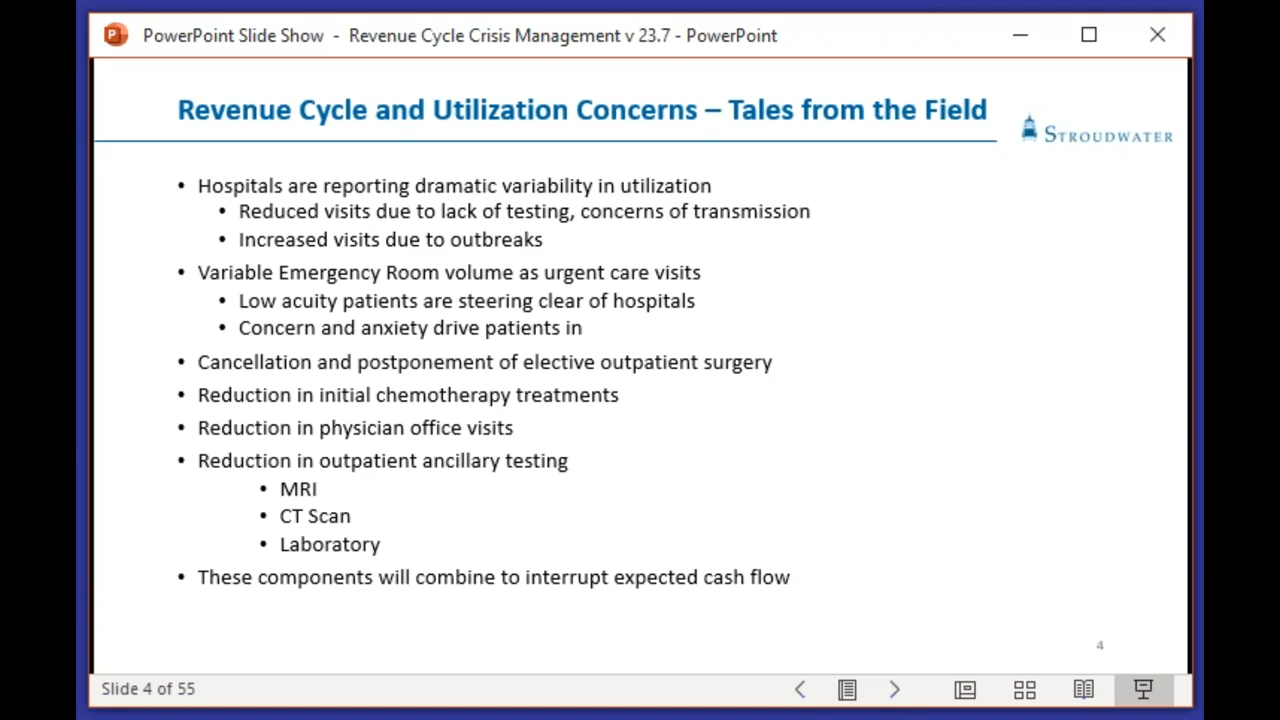 PowerPoint Slide Show - Revenue Cycle Crisis Management v 23.7 - PowerPoint
Revenue Cycle and Utilization Concerns – Tales from the Field
STROUDWATER
• Hospitals are reporting dramatic variability in utilization
• Reduced visits due to lack of testing, concerns of transmission
• Increased visits due to outbreaks
• Variable Emergency Room volume as urgent care visits
• Low acuity patients are steering clear of hospitals
• Concern and anxiety drive patients in
• Cancellation and postponement of elective outpatient surgery
• Reduction in initial chemotherapy treatments
• Reduction in physician office visits
• Reduction in outpatient ancillary testing
• MRI
• CT Scan
• Laboratory
• These components will combine to interrupt expected cash flow
4
Slide 4 of 55